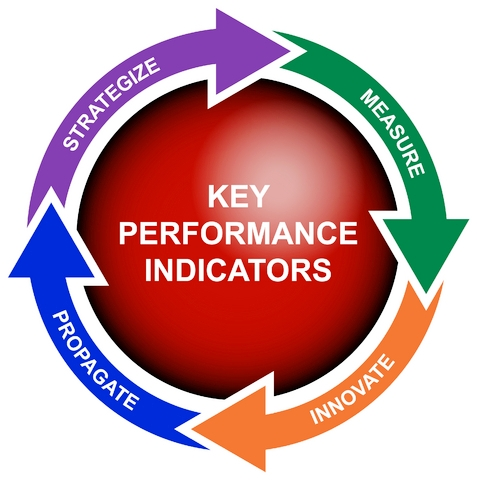 STRATEGIZE
MEASURE
KEY
PERFORMANCE
INDICATORS
PROPAGATE
INNOVATE